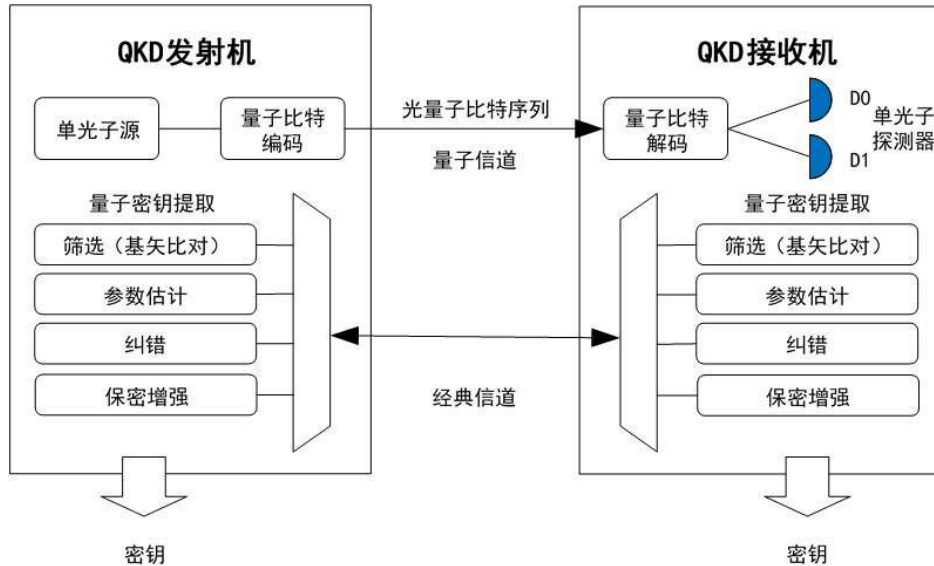 QKD发射机
单光子源
量子比特
编码
光量子比特序列
量子信道
QKD接收机
量子比特
解码
D0
D1
单光子
探测器
量子密钥提取
筛选（基矢比对）
参数估计
纠错
保密增强
经典信道
量子密钥提取
筛选（基矢比对）
参数估计
纠错
保密增强
密钥
密钥